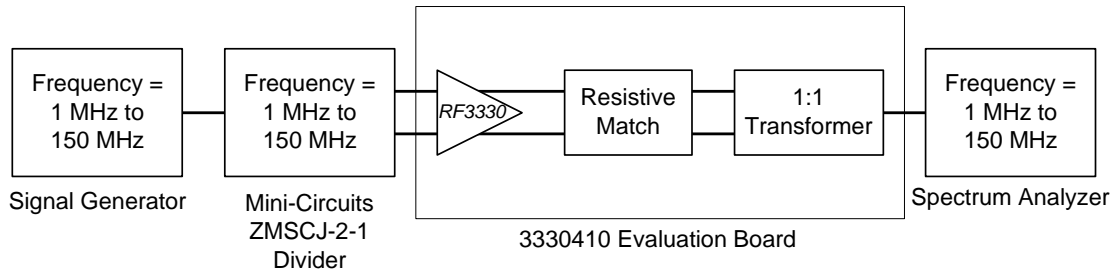 Frequency =
1 MHz to
150 MHz
Signal Generator
Frequency =
1 MHz to
150 MHz
Mini-Circuits
ZMSCJ-2-1
Divider
RF3330
Resistive
Match
1:1
Transformer
3330410 Evaluation Board
Frequency =
1 MHz to
150 MHz
Spectrum Analyzer